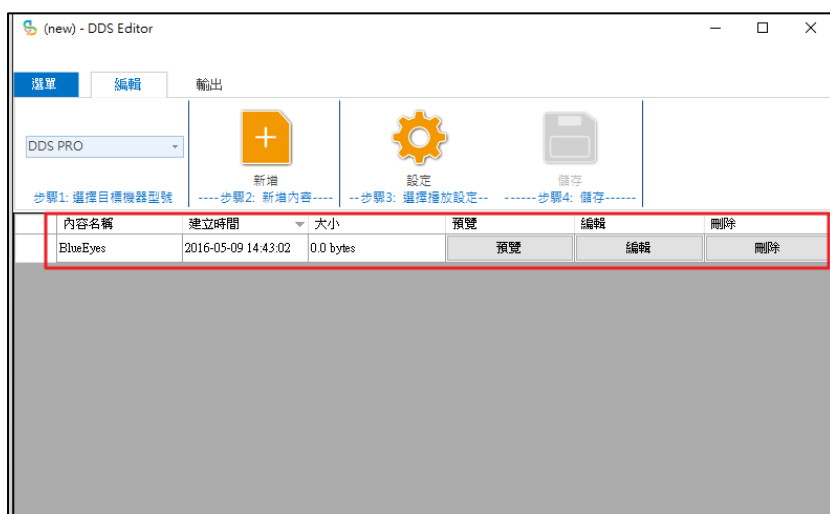 (new) - DDS Editor
選單 編輯 輸出
DDS PRO
新增 設定 儲存
步驟1: 選擇目標機器型號 ----步驟2: 新增內容---- --步驟3: 選擇播放設定-- ------步驟4: 儲存------
內容名稱 建立時間 大小 預覽 編輯 刪除
BlueEyes 2016-05-09 14:43:02 0.0 bytes 預覽 編輯 刪除